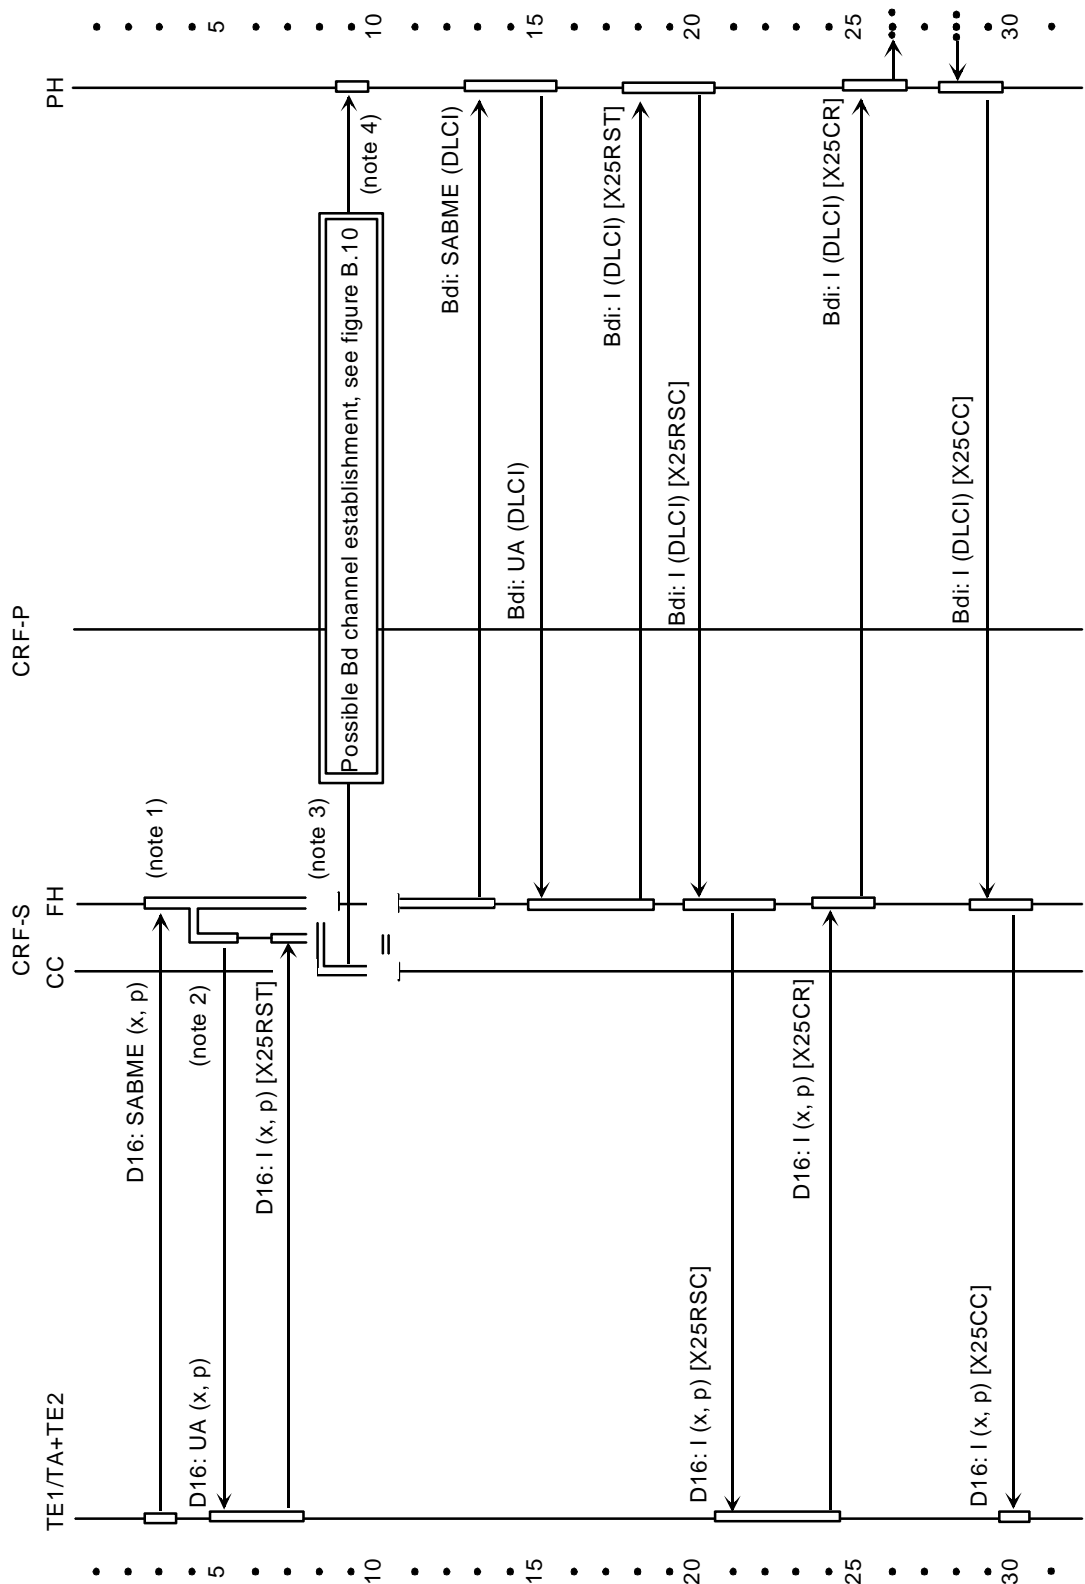 TE1/TA+TE2
CRF-S
CC
FH
CRF-P
PH
5
10
15
20
25
30
D16: SABME (x, p)
(note 1)
D16: UA (x, p)
(note 2)
D16: I (x, p) [X25RST]
(note 3)
Possible Bd channel establishment, see figure B.10
(note 4)
Bdi: SABME (DLCI)
Bdi: UA (DLCI)
Bdi: I (DLCI) [X25RST]
Bdi: I (DLCI) [X25RSC]
D16: I (x, p) [X25RSC]
D16: I (x, p) [X25CR]
Bdi: I (DLCI) [X25CR]
Bdi: I (DLCI) [X25CC]
D16: I (x, p) [X25CC]
5
10
15
20
25
30